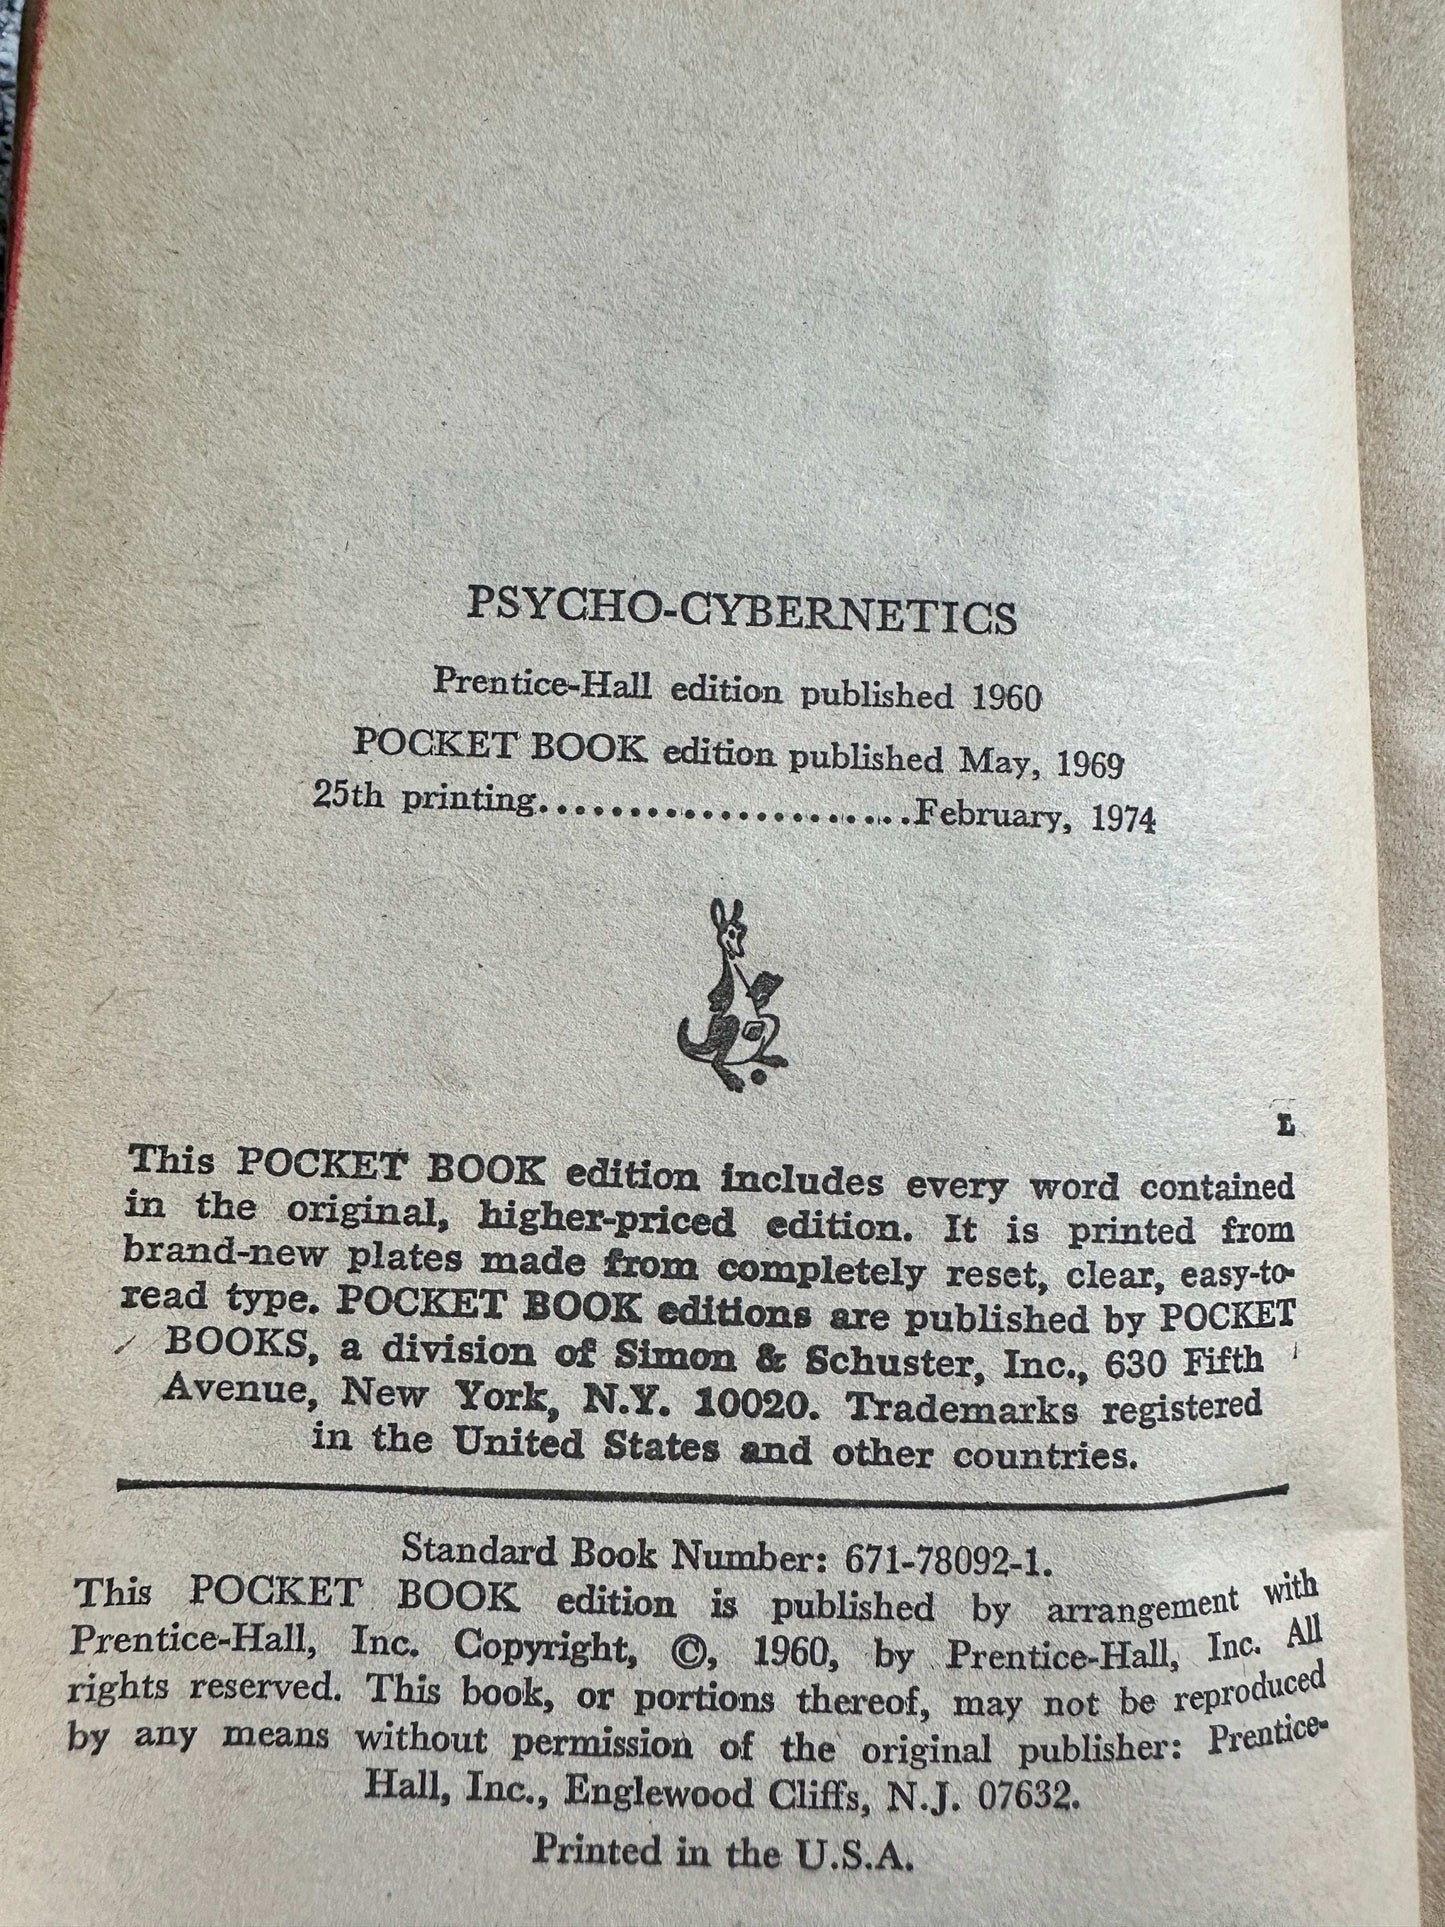 PSYCHO-CYBERNETICS
Prentice-Hall edition published 1960
POCKET BOOK edition published May, 1969
25th printing......................February, 1974
L
This POCKET BOOK edition includes every word contained
in the original, higher-priced edition. It is printed from
brand-new plates made from completely reset, clear, easy-to-
read type. POCKET BOOK editions are published by POCKET
BOOKS, a division of Simon & Schuster, Inc., 630 Fifth
Avenue, New York, N.Y. 10020. Trademarks registered
in the United States and other countries.
Standard Book Number: 671-78092-1.
This POCKET BOOK edition is published by arrangement with
Prentice-Hall, Inc. Copyright, ©, 1960, by Prentice-Hall, Inc. All
rights reserved. This book, or portions thereof, may not be reproduced
by any means without permission of the original publisher: Prentice-
Hall, Inc., Englewood Cliffs, N.J. 07632.
Printed in the U.S.A.